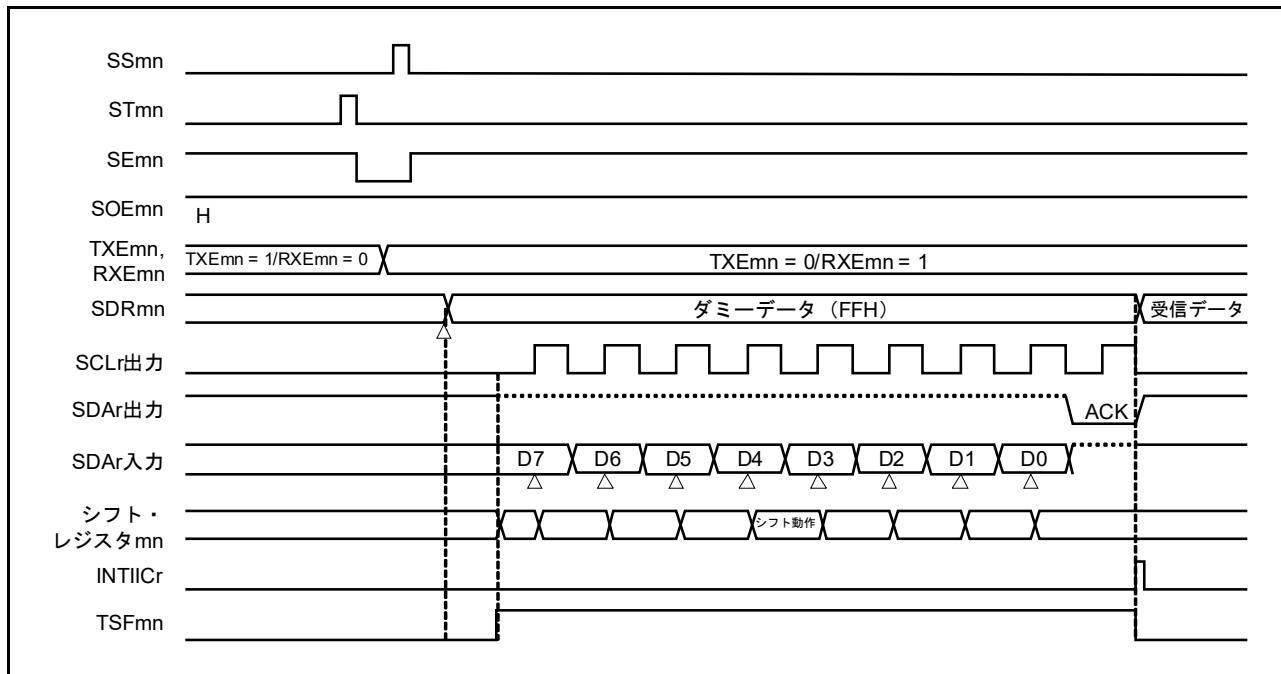 SSmn
STmn
SEmn
SOEmn
H
TXEmn,
RXEmn
TXEmn = 1/RXEmn = 0
TXEmn = 0/RXEmn = 1
SDRmn
ダミーデータ（FFH）
受信データ
SCLr出力
SDAr出力
ACK
SDAr入力
D7 D6 D5 D4 D3 D2 D1 D0
シフト・
レジスタmn
シフト動作
INTIICr
TSFmn